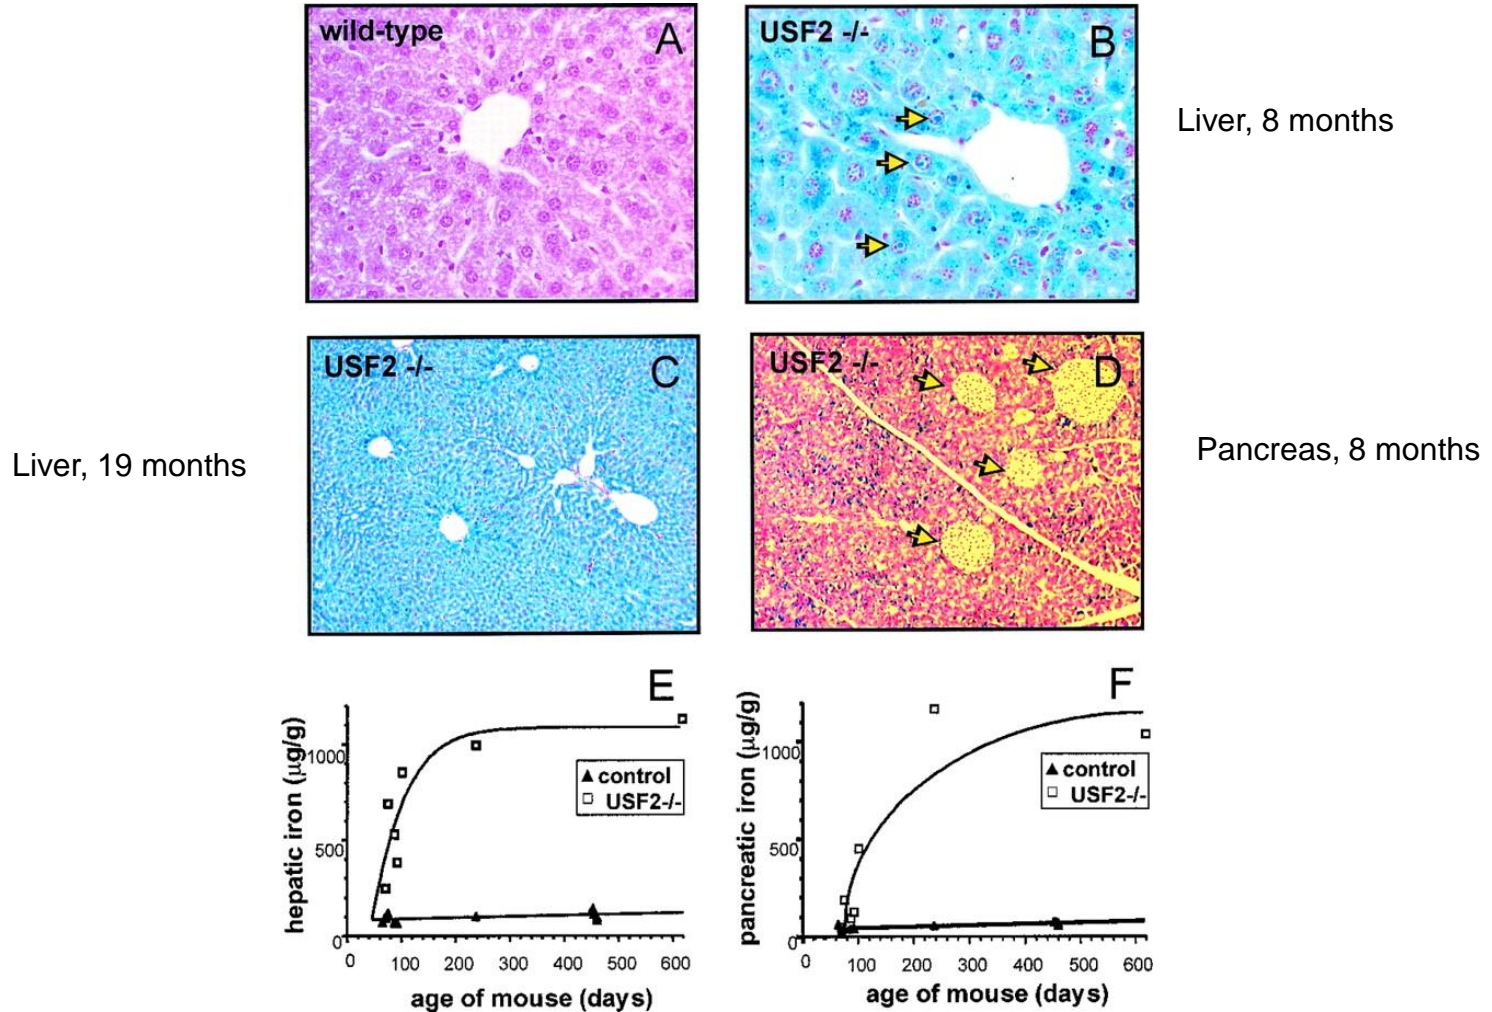 wild-type
A
USF2 -/-
B
Liver, 8 months
USF2 -/-
C
Liver, 19 months
USF2 -/-
D
Pancreas, 8 months
E
hepatic iron (μg/g)
1000
500
0
control
USF2-/-
0 100 200 300 400 500 600
age of mouse (days)
F
pancreatic iron (μg/g)
1000
500
0
control
USF2-/-
0 100 200 300 400 500 600
age of mouse (days)